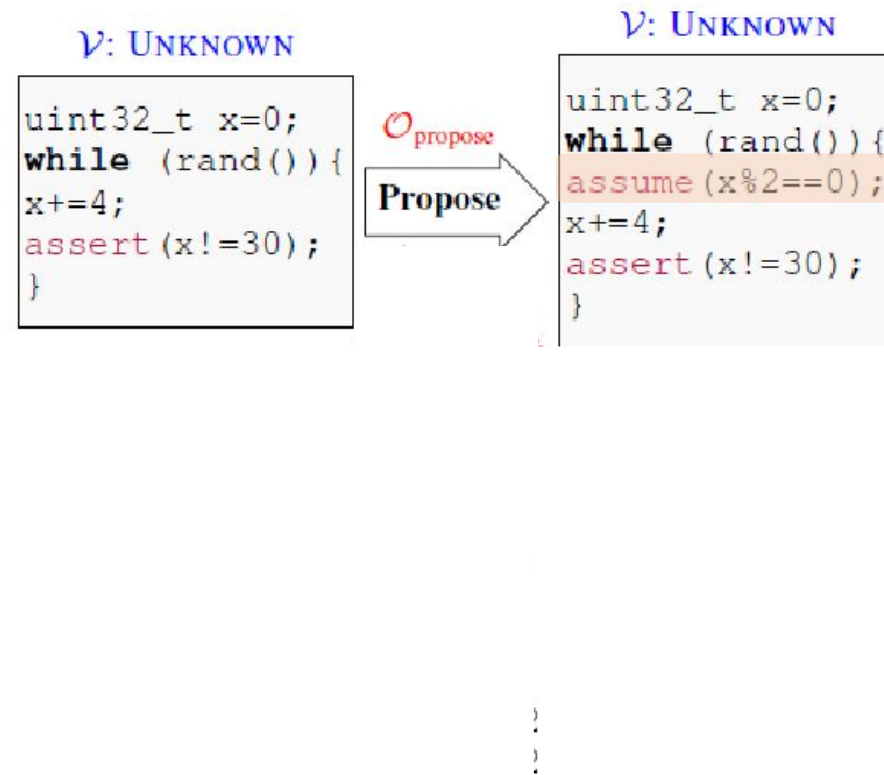 𝒱: UNKNOWN
uint32_t x=0;
while (rand()){
x+=4;
assert(x!=30);
}
𝒪propose
Propose
𝒱: UNKNOWN
uint32_t x=0;
while (rand()){
assume(x%2==0);
x+=4;
assert(x!=30);
}